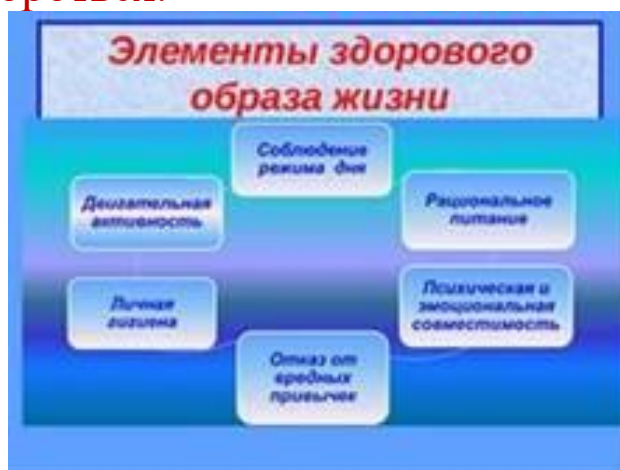 Элементы здорового
образа жизни
Соблюдение
режима дня
Рациональное
питание
Психическая и
эмоциональная
совместимость
Отказ от
вредных
привычек
Личная
гигиена
Двигательная
активность